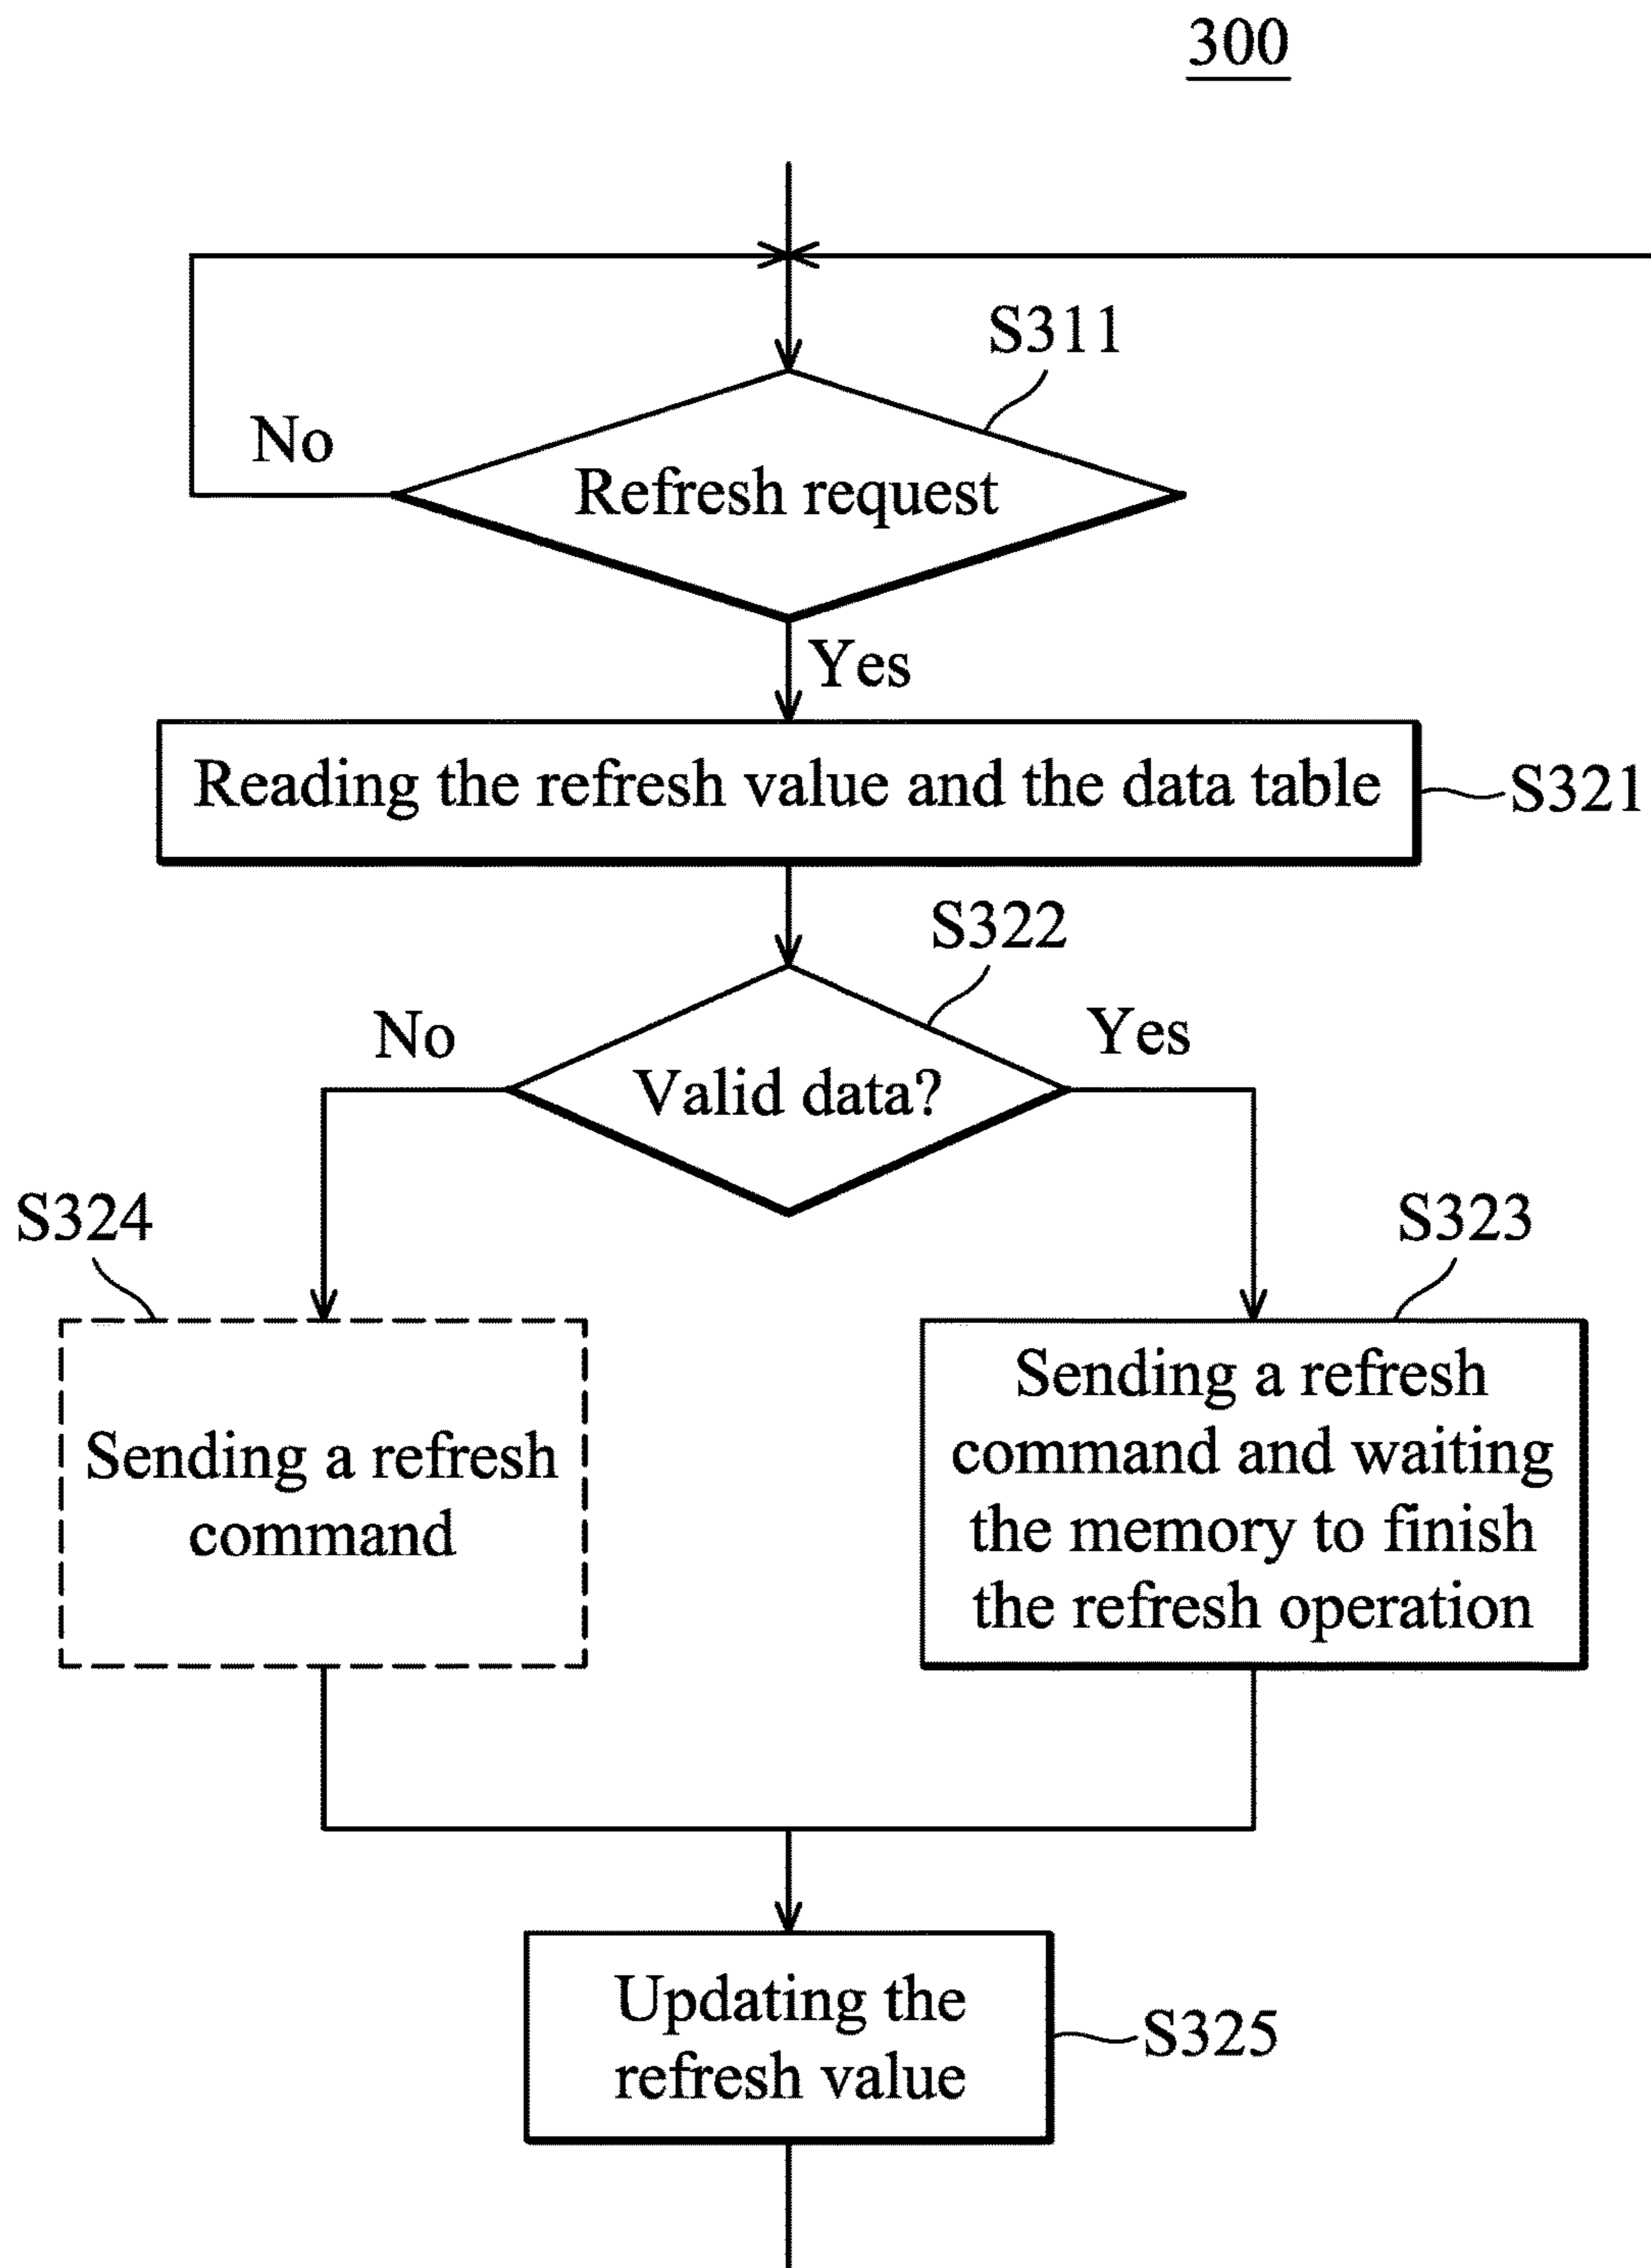 300
S311
No
Refresh request
Yes
Reading the refresh value and the data table
S321
S322
No
Yes
Valid data?
S324
S323
Sending a refresh
command
Sending a refresh
command and waiting
the memory to finish
the refresh operation
Updating the
refresh value
S325